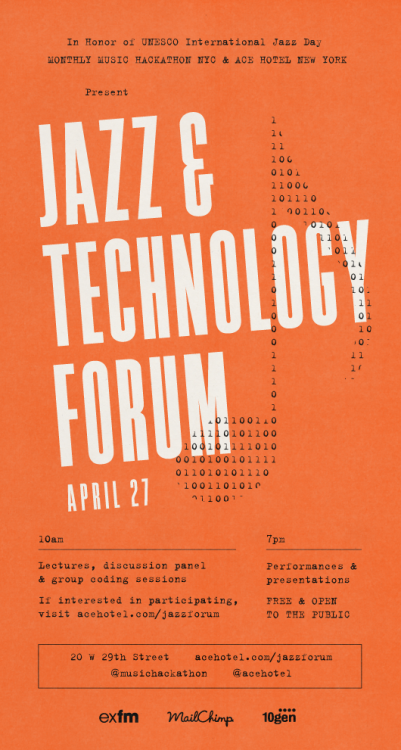 In Honor of UNESCO International Jazz Day
MONTHLY MUSIC HACKATHON NYC & ACE HOTEL NEW YORK
Present
JAZZ &
TECHNOLOGY
FORUM
APRIL 27
10am
Lectures, discussion panel
& group coding sessions
If interested in participating,
visit acehotel.com/jazzforum
7pm
Performances &
presentations
FREE & OPEN
TO THE PUBLIC
20 W 29th Street acehotel.com/jazzforum
@musichackathon @acehotel
exfm MailChimp 10gen